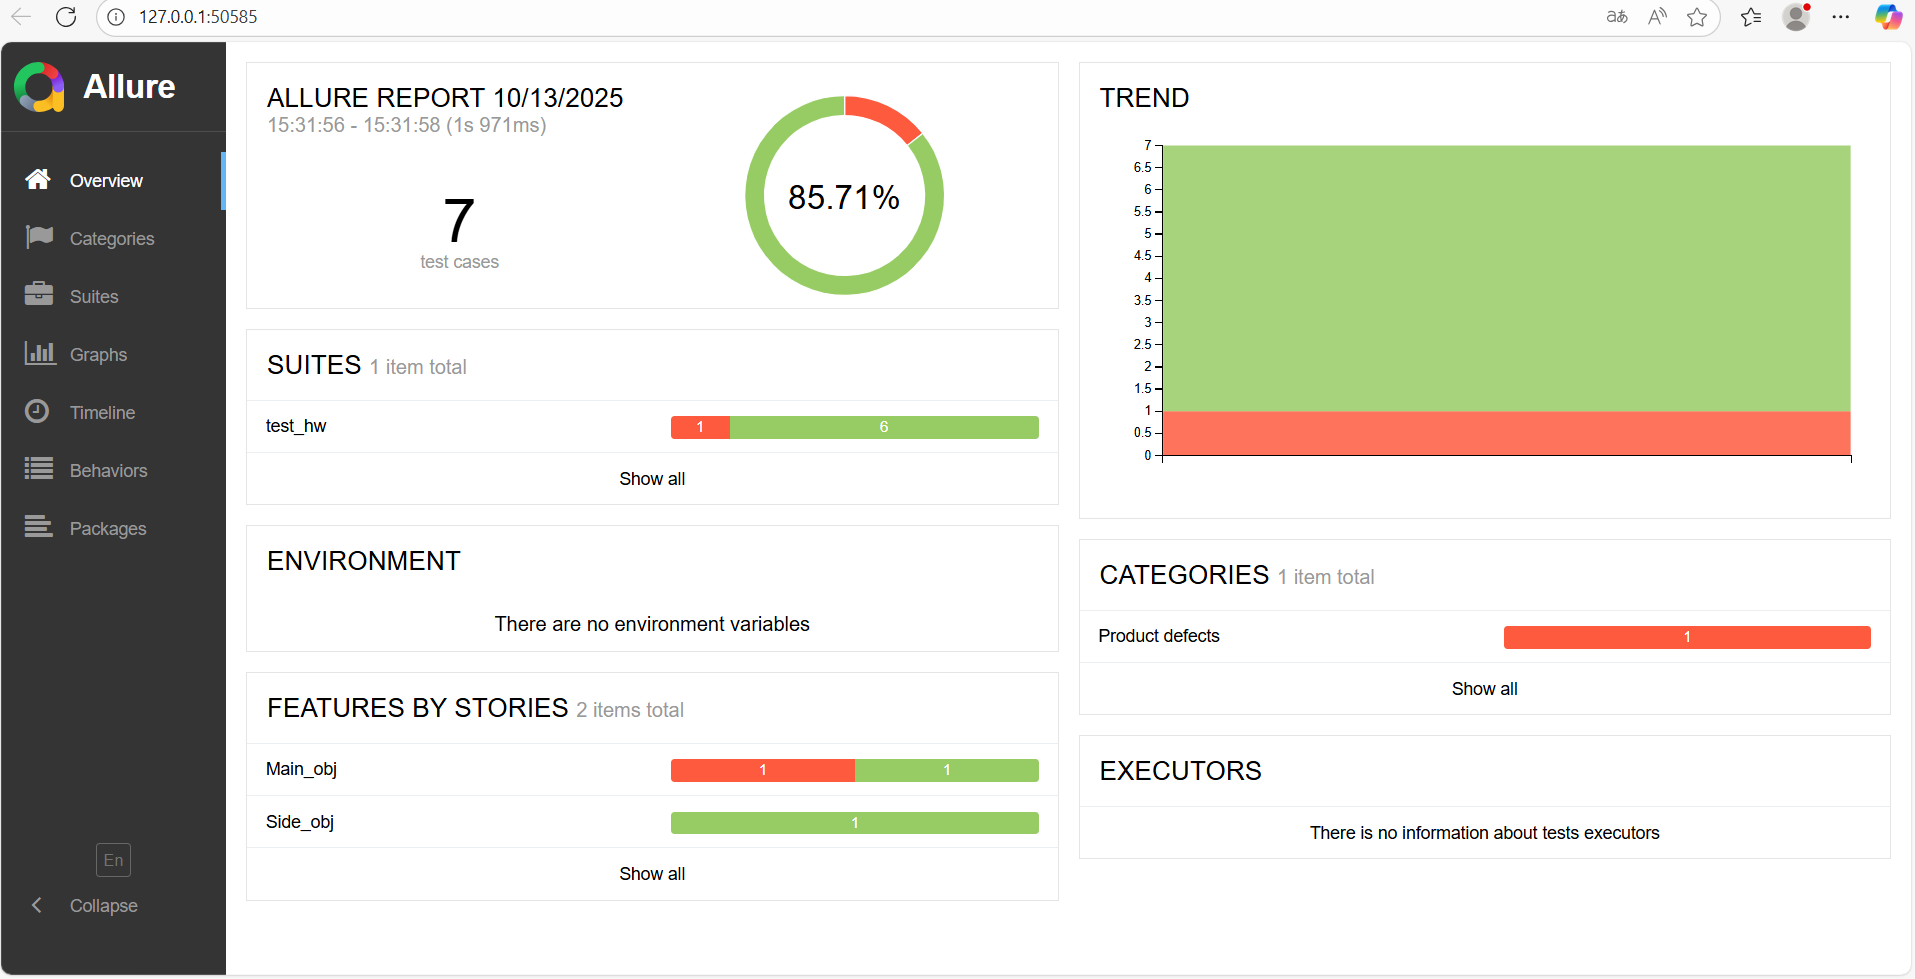 127.0.0.1:50585
Allure
Overview
Categories
Suites
Graphs
Timeline
Behaviors
Packages
En
Collapse
ALLURE REPORT 10/13/2025
15:31:56 - 15:31:58 (1s 971ms)
7
test cases
85.71%
SUITES 1 item total
test_hw 1 6
Show all
ENVIRONMENT
There are no environment variables
FEATURES BY STORIES 2 items total
Main_obj 1 1
Side_obj 1
Show all
TREND
7
6.5
6
5.5
5
4.5
4
3.5
3
2.5
2
1.5
1
0.5
0
CATEGORIES 1 item total
Product defects 1
Show all
EXECUTORS
There is no information about tests executors